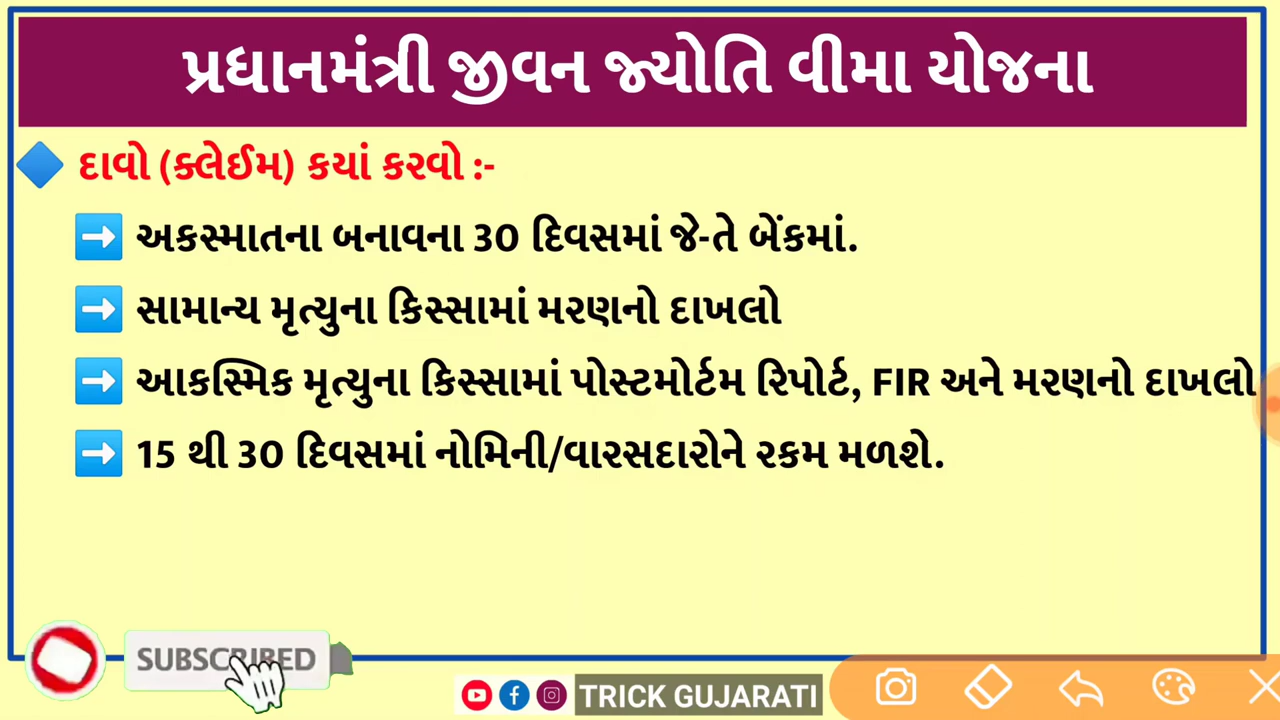 પ્રધાનમંત્રી જીવન જ્યોતિ વીમા યોજના
દાવો (ક્લેઈમ) કયાં કરવો :-
અકસ્માતના બનાવના 30 દિવસમાં જે-તે બેંકમાં.
સામાન્ય મૃત્યુના કિસ્સામાં મરણનો દાખલો
આકસ્મિક મૃત્યુના કિસ્સામાં પોસ્ટમોર્ટમ રિપોર્ટ, FIR અને મરણનો દાખલો
15 થી 30 દિવસમાં નોમિની/વારસદારોને રકમ મળશે.
SUBSCRIBED
TRICK GUJARATI